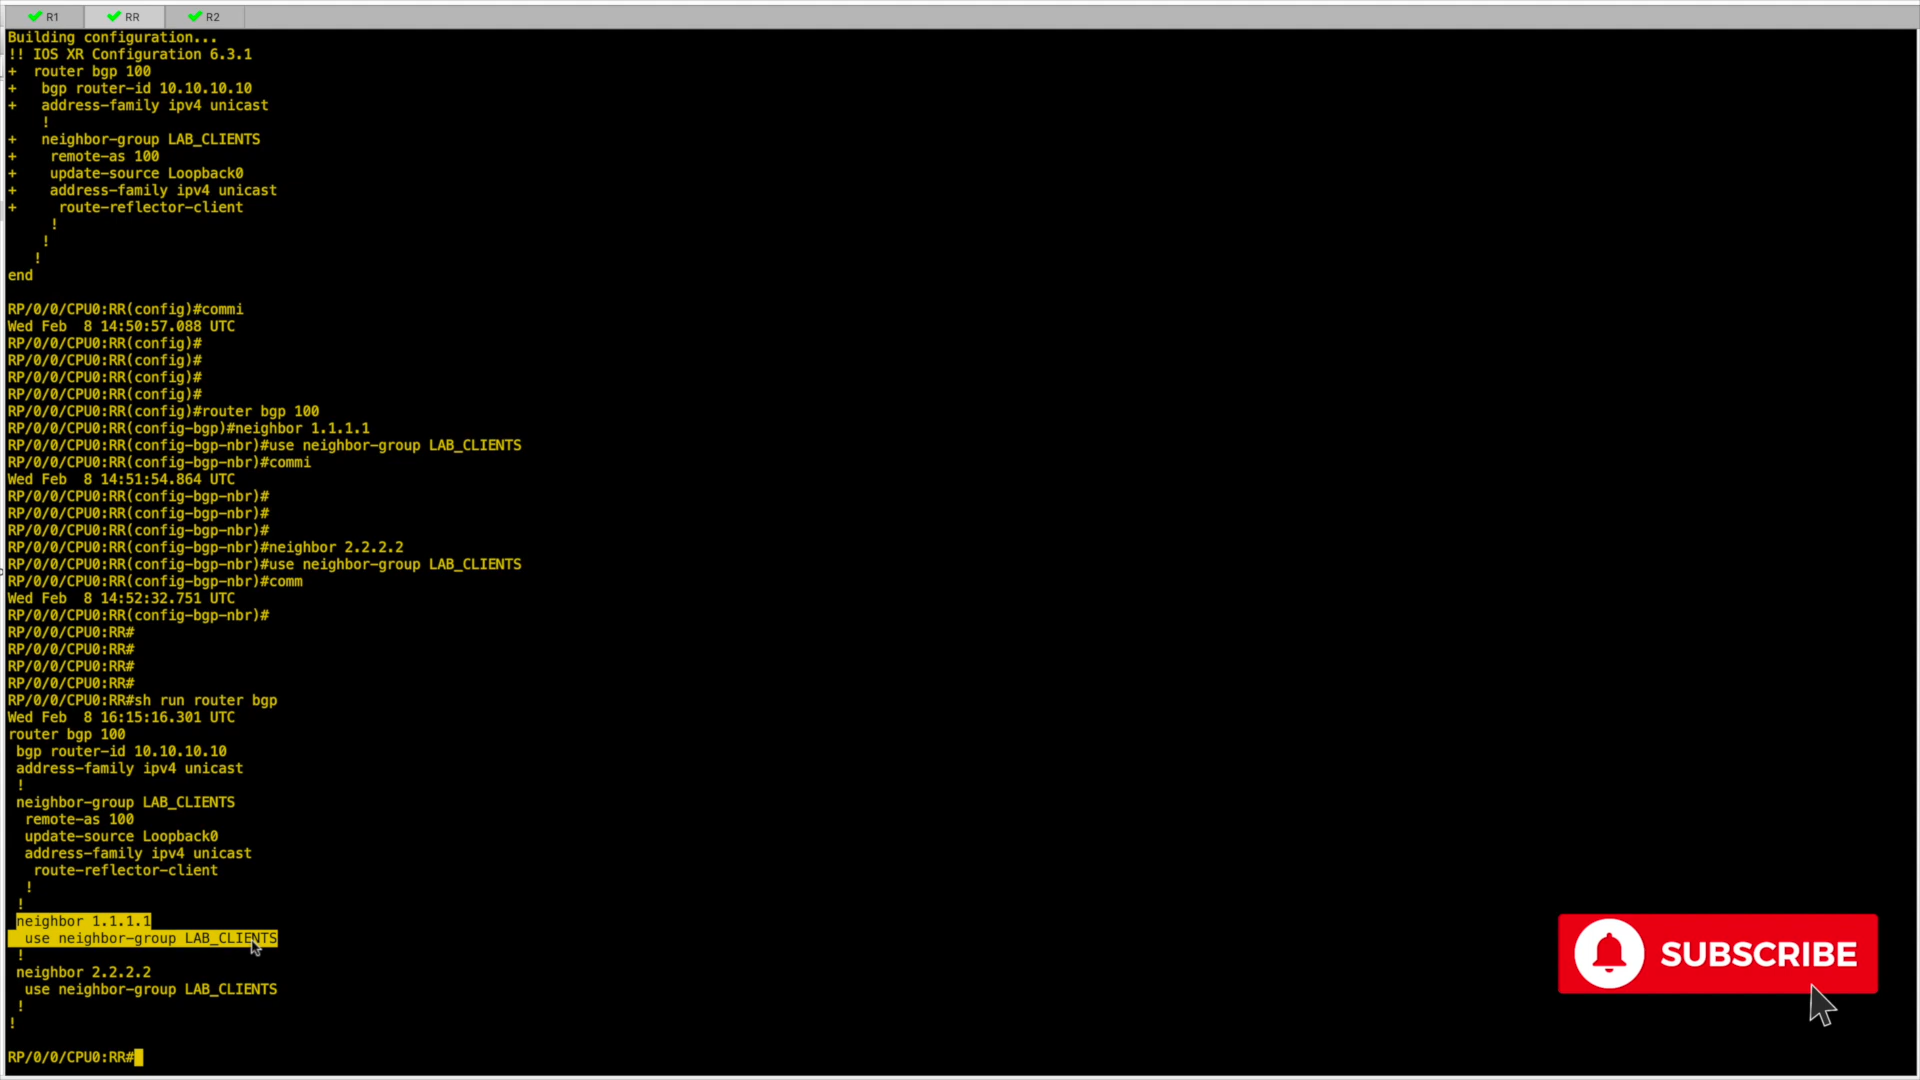 R1 RR R2
Building configuration...
!! IOS XR Configuration 6.3.1
+  router bgp 100
+   bgp router-id 10.10.10.10
+   address-family ipv4 unicast
    !
+   neighbor-group LAB_CLIENTS
+    remote-as 100
+    update-source Loopback0
+    address-family ipv4 unicast
+     route-reflector-client
     !
    !
   !
end
RP/0/0/CPU0:RR(config)#commi
Wed Feb  8 14:50:57.088 UTC
RP/0/0/CPU0:RR(config)#
RP/0/0/CPU0:RR(config)#
RP/0/0/CPU0:RR(config)#
RP/0/0/CPU0:RR(config)#
RP/0/0/CPU0:RR(config)#router bgp 100
RP/0/0/CPU0:RR(config-bgp)#neighbor 1.1.1.1
RP/0/0/CPU0:RR(config-bgp-nbr)#use neighbor-group LAB_CLIENTS
RP/0/0/CPU0:RR(config-bgp-nbr)#commi
Wed Feb  8 14:51:54.864 UTC
RP/0/0/CPU0:RR(config-bgp-nbr)#
RP/0/0/CPU0:RR(config-bgp-nbr)#
RP/0/0/CPU0:RR(config-bgp-nbr)#
RP/0/0/CPU0:RR(config-bgp-nbr)#neighbor 2.2.2.2
RP/0/0/CPU0:RR(config-bgp-nbr)#use neighbor-group LAB_CLIENTS
RP/0/0/CPU0:RR(config-bgp-nbr)#comm
Wed Feb  8 14:52:32.751 UTC
RP/0/0/CPU0:RR(config-bgp-nbr)#
RP/0/0/CPU0:RR#
RP/0/0/CPU0:RR#
RP/0/0/CPU0:RR#
RP/0/0/CPU0:RR#
RP/0/0/CPU0:RR#sh run router bgp
Wed Feb  8 16:15:16.301 UTC
router bgp 100
 bgp router-id 10.10.10.10
 address-family ipv4 unicast
 !
 neighbor-group LAB_CLIENTS
  remote-as 100
  update-source Loopback0
  address-family ipv4 unicast
   route-reflector-client
  !
 !
 neighbor 1.1.1.1
  use neighbor-group LAB_CLIENTS
 !
 neighbor 2.2.2.2
  use neighbor-group LAB_CLIENTS
 !
!
RP/0/0/CPU0:RR#
SUBSCRIBE